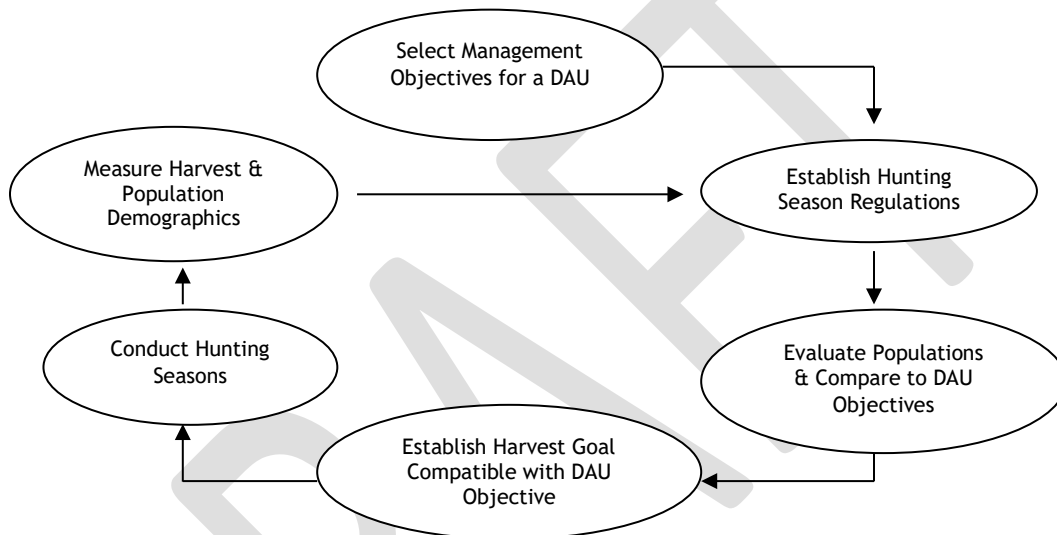 Select Management
Objectives for a DAU
Measure Harvest &
Population
Demographics
Establish Hunting
Season Regulations
Conduct Hunting
Seasons
Evaluate Populations
& Compare to DAU
Objectives
Establish Harvest Goal
Compatible with DAU
Objective